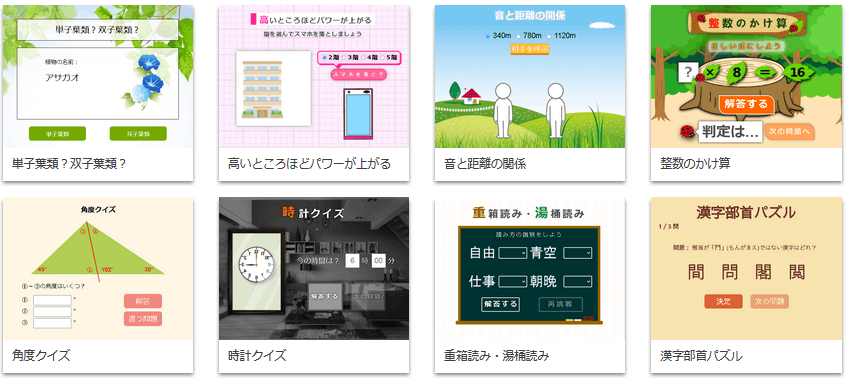 単子葉類？双子葉類？
植物の名前：
アサガオ
単子葉類
双子葉類
単子葉類？双子葉類？
高いところほどパワーが上がる
階を選んでスマホを落としましょう
2階 3階 4階 5階
スマホを落とす
高いところほどパワーが上がる
音と距離の関係
340m 780m 1120m
相手を呼ぶ
音と距離の関係
整数のかけ算
正しい式にしよう
? × 8 = 16
解答する
判定は...
次の問題へ
整数のかけ算
角度クイズ
③ ②
45° ① 102° 30°
①～③の角度はいくつ？
① °
② °
③ °
解答
違う問題
角度クイズ
時計クイズ
今の時間は？ 6 時 00 分
解答する
次の問題
時計クイズ
重箱読み・湯桶読み
読み方の識別をしよう
自由 青空
仕事 朝晩
解答する
再挑戦
重箱読み・湯桶読み
漢字部首パズル
1 / 3 問
問題： 部首が「門」(もんがまえ)ではない漢字はどれ？
間 問 閣 閲
決定
次の問題
漢字部首パズル